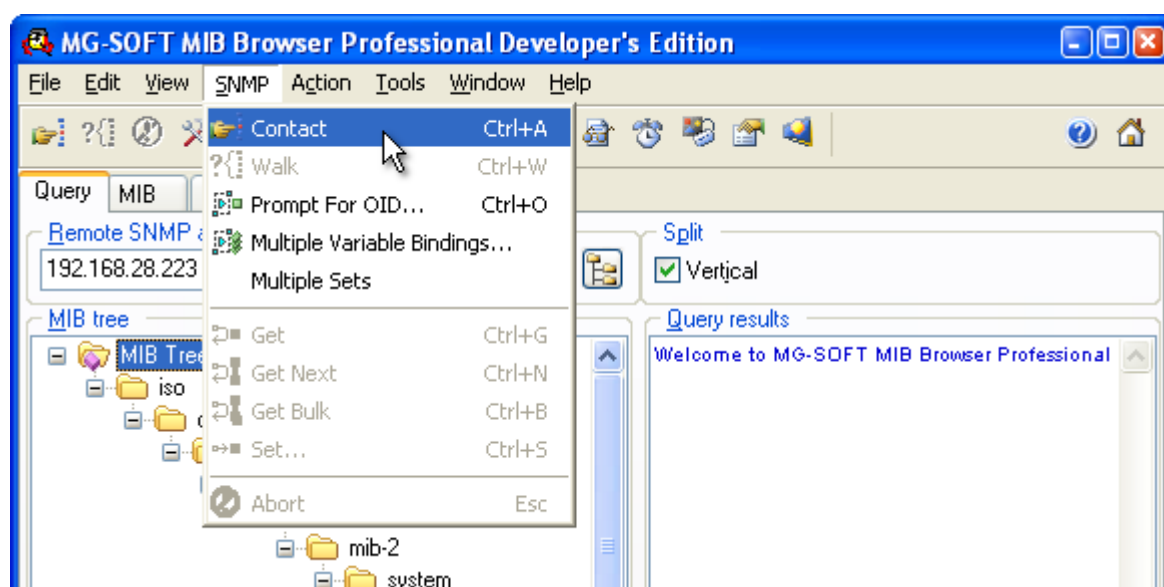 MG-SOFT MIB Browser Professional Developer's Edition
File Edit View SNMP Action Tools Window Help
Contact Ctrl+A
Walk Ctrl+W
Prompt For OID... Ctrl+O
Multiple Variable Bindings...
Multiple Sets
Get Ctrl+G
Get Next Ctrl+N
Get Bulk Ctrl+B
Set... Ctrl+S
Abort Esc
Query MIB
Remote SNMP
192.168.28.223
Split
Vertical
MIB tree
MIB Tree
iso
mib-2
system
Query results
Welcome to MG-SOFT MIB Browser Professional